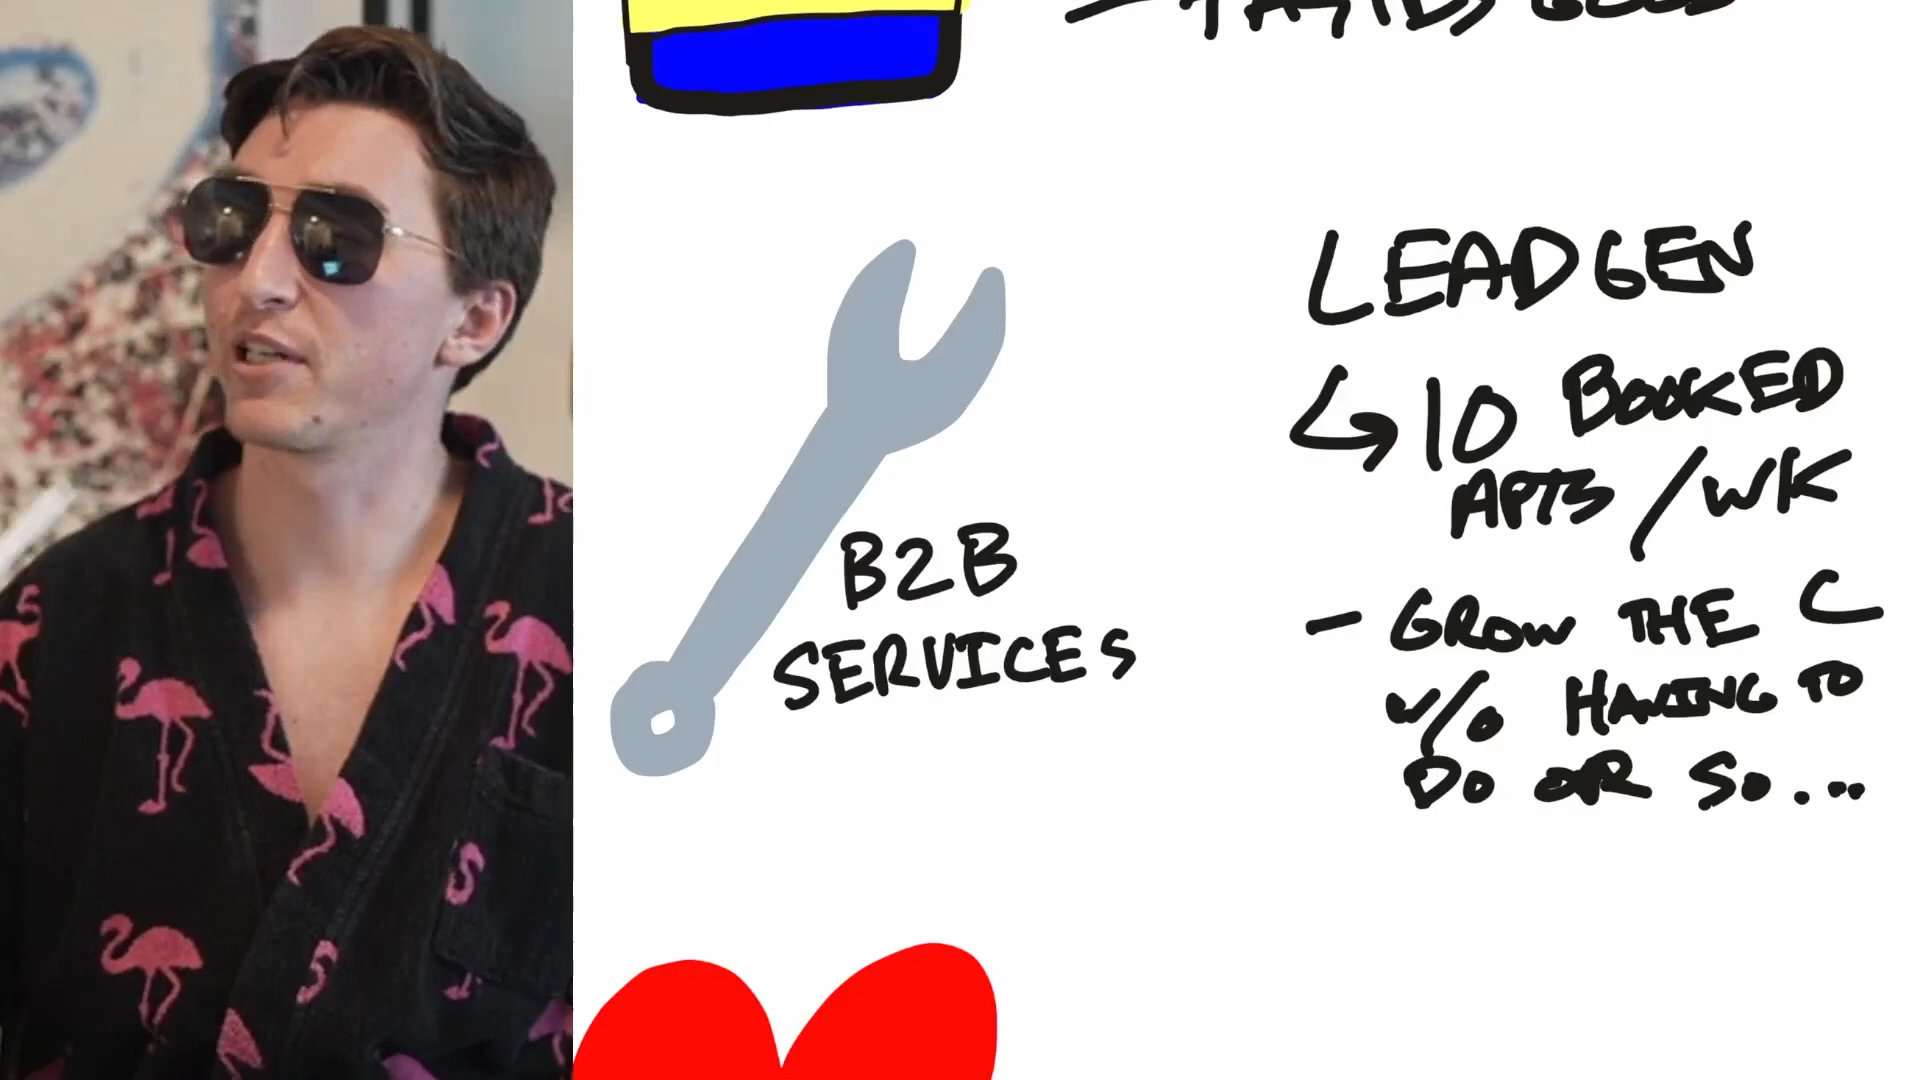 B2B
SERVICES
LEADGEN
10 BOOKED
APTS / WK
- GROW THE C
w/o HAVING TO
DO OR SO...